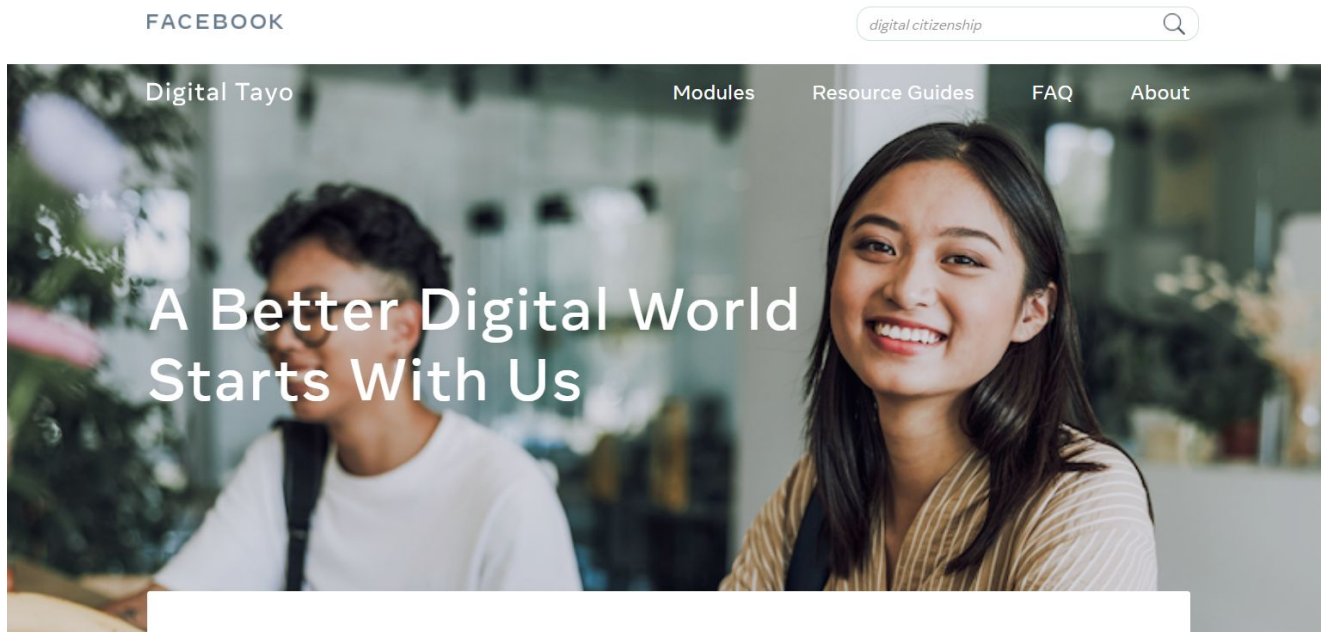 FACEBOOK
digital citizenship
Digital Tayo
Modules
Resource Guides
FAQ
About
A Better Digital World
Starts With Us